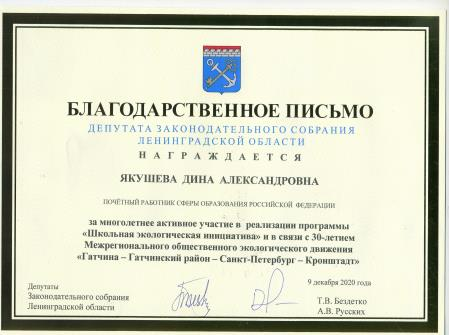 БЛАГОДАРСТВЕННОЕ ПИСЬМО
ДЕПУТАТА ЗАКОНОДАТЕЛЬНОГО СОБРАНИЯ
ЛЕНИНГРАДСКОЙ ОБЛАСТИ
НАГРАЖДАЕТСЯ
ЯКУШЕВА ДИНА АЛЕКСАНДРОВНА
ПОЧЁТНЫЙ РАБОТНИК СФЕРЫ ОБРАЗОВАНИЯ РОССИЙСКОЙ ФЕДЕРАЦИИ
за многолетнее активное участие в реализации программы
«Школьная экологическая инициатива» и в связи с 30-летием
Межрегионального общественного экологического движения
«Гатчина – Гатчинский район – Санкт-Петербург – Кронштадт»
Депутаты
Законодательного собрания
Ленинградской области
9 декабря 2020 года
Т.В. Бездетко
А.В. Русских